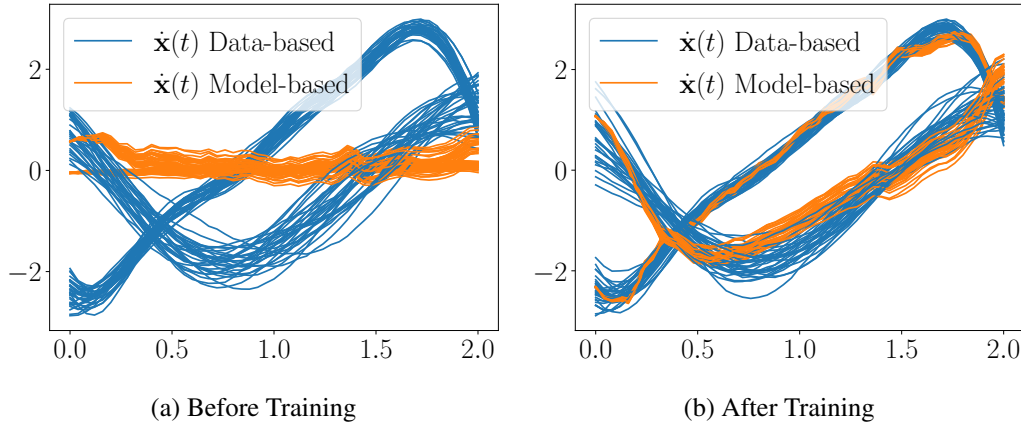 ẋ(t) Data-based
ẋ(t) Model-based
2
0
−2
0.0 0.5 1.0 1.5 2.0
(a) Before Training
ẋ(t) Data-based
ẋ(t) Model-based
2
0
−2
0.0 0.5 1.0 1.5 2.0
(b) After Training